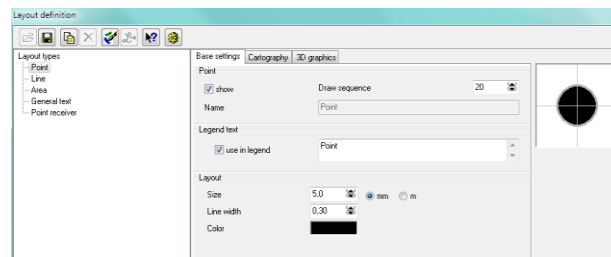 Layout definition
Layout types
Point
Line
Area
General text
Point receiver
Base settings Cartography 3D graphics
Point
show Draw sequence 20
Name Point
Legend text
use in legend Point
Layout
Size 5,0 mm m
Line width 0,30
Color